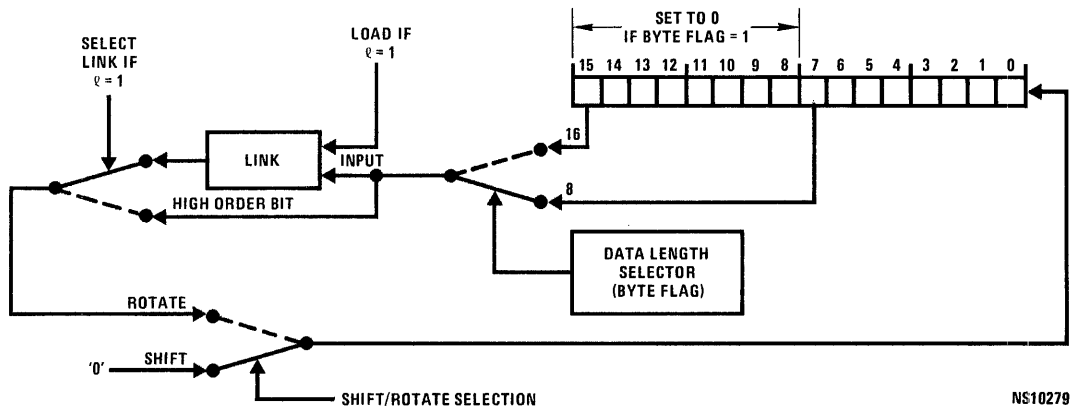 SELECT
LINK IF
ℓ = 1
LOAD IF
ℓ = 1
SET TO 0
IF BYTE FLAG = 1
15 14 13 12 11 10 9 8 7 6 5 4 3 2 1 0
16
LINK
INPUT
8
HIGH ORDER BIT
DATA LENGTH
SELECTOR
(BYTE FLAG)
ROTATE
'0'
SHIFT
SHIFT/ROTATE SELECTION
NS10279